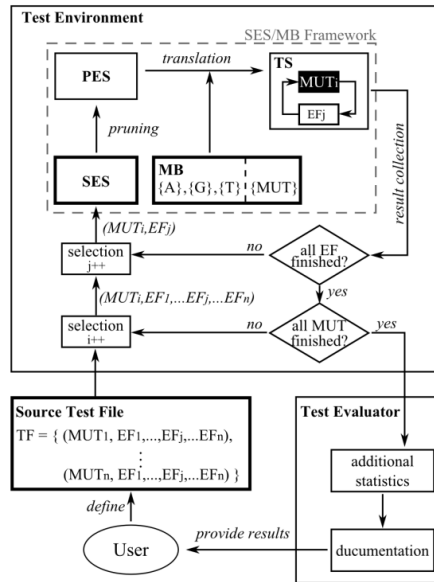 Test Environment
SES/MB Framework
PES
translation
TS
MUTi
EFj
pruning
result collection
SES
MB
{A},{G},{T} {MUT}
(MUTi,EFj)
selection
j++
no
all EF
finished?
(MUTi,EF1,...EFj,...EFn)
yes
selection
i++
no
all MUT
finished?
yes
Source Test File
TF = { (MUT1, EF1,...,EFj,...EFn),
⋮
(MUTn, EF1,...,EFj,...EFn) }
Test Evaluator
additional
statistics
define
provide results
User
ducumentation